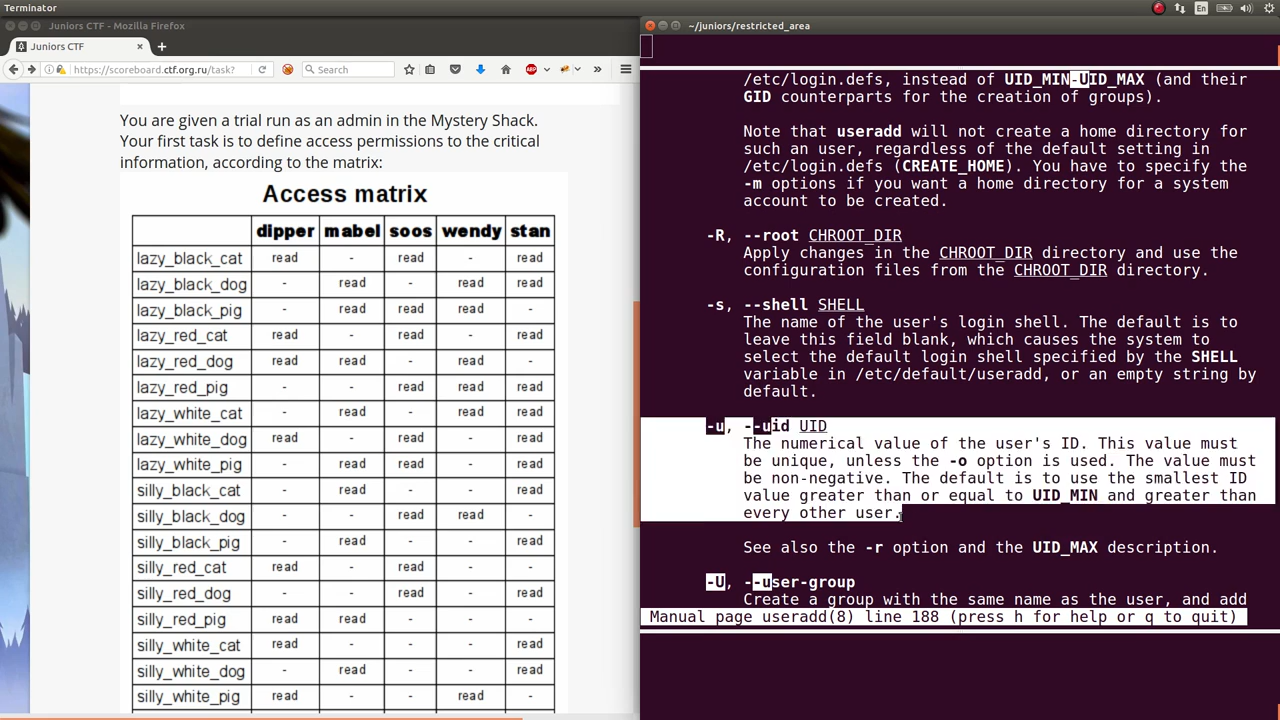 Terminator
En
Juniors CTF - Mozilla Firefox
~/juniors/restricted_area
Juniors CTF
https://scoreboard.ctf.org.ru/task?
Search
ABP
You are given a trial run as an admin in the Mystery Shack.
Your first task is to define access permissions to the critical
information, according to the matrix:
Access matrix
dipper mabel soos wendy stan
lazy_black_cat read - read - read
lazy_black_dog - read - read read
lazy_black_pig - read read read -
lazy_red_cat read - read - read
lazy_red_dog read read - read -
lazy_red_pig - - read read read
lazy_white_cat - read - read read
lazy_white_dog read - read - read
lazy_white_pig - read read - read
silly_black_cat - - read - read
silly_black_dog - - read read -
silly_black_pig - read - - read
silly_red_cat read - read - -
silly_red_dog - - read - read
silly_red_pig read read - - -
silly_white_cat - - read - read
silly_white_dog - read - - read
silly_white_pig read - - read -
/etc/login.defs, instead of UID_MIN-UID_MAX (and their
GID counterparts for the creation of groups).
Note that useradd will not create a home directory for
such an user, regardless of the default setting in
/etc/login.defs (CREATE_HOME). You have to specify the
-m options if you want a home directory for a system
account to be created.
-R, --root CHROOT_DIR
Apply changes in the CHROOT_DIR directory and use the
configuration files from the CHROOT_DIR directory.
-s, --shell SHELL
The name of the user's login shell. The default is to
leave this field blank, which causes the system to
select the default login shell specified by the SHELL
variable in /etc/default/useradd, or an empty string by
default.
-u, --uid UID
The numerical value of the user's ID. This value must
be unique, unless the -o option is used. The value must
be non-negative. The default is to use the smallest ID
value greater than or equal to UID_MIN and greater than
every other user.
See also the -r option and the UID_MAX description.
-U, --user-group
Create a group with the same name as the user, and add
Manual page useradd(8) line 188 (press h for help or q to quit)